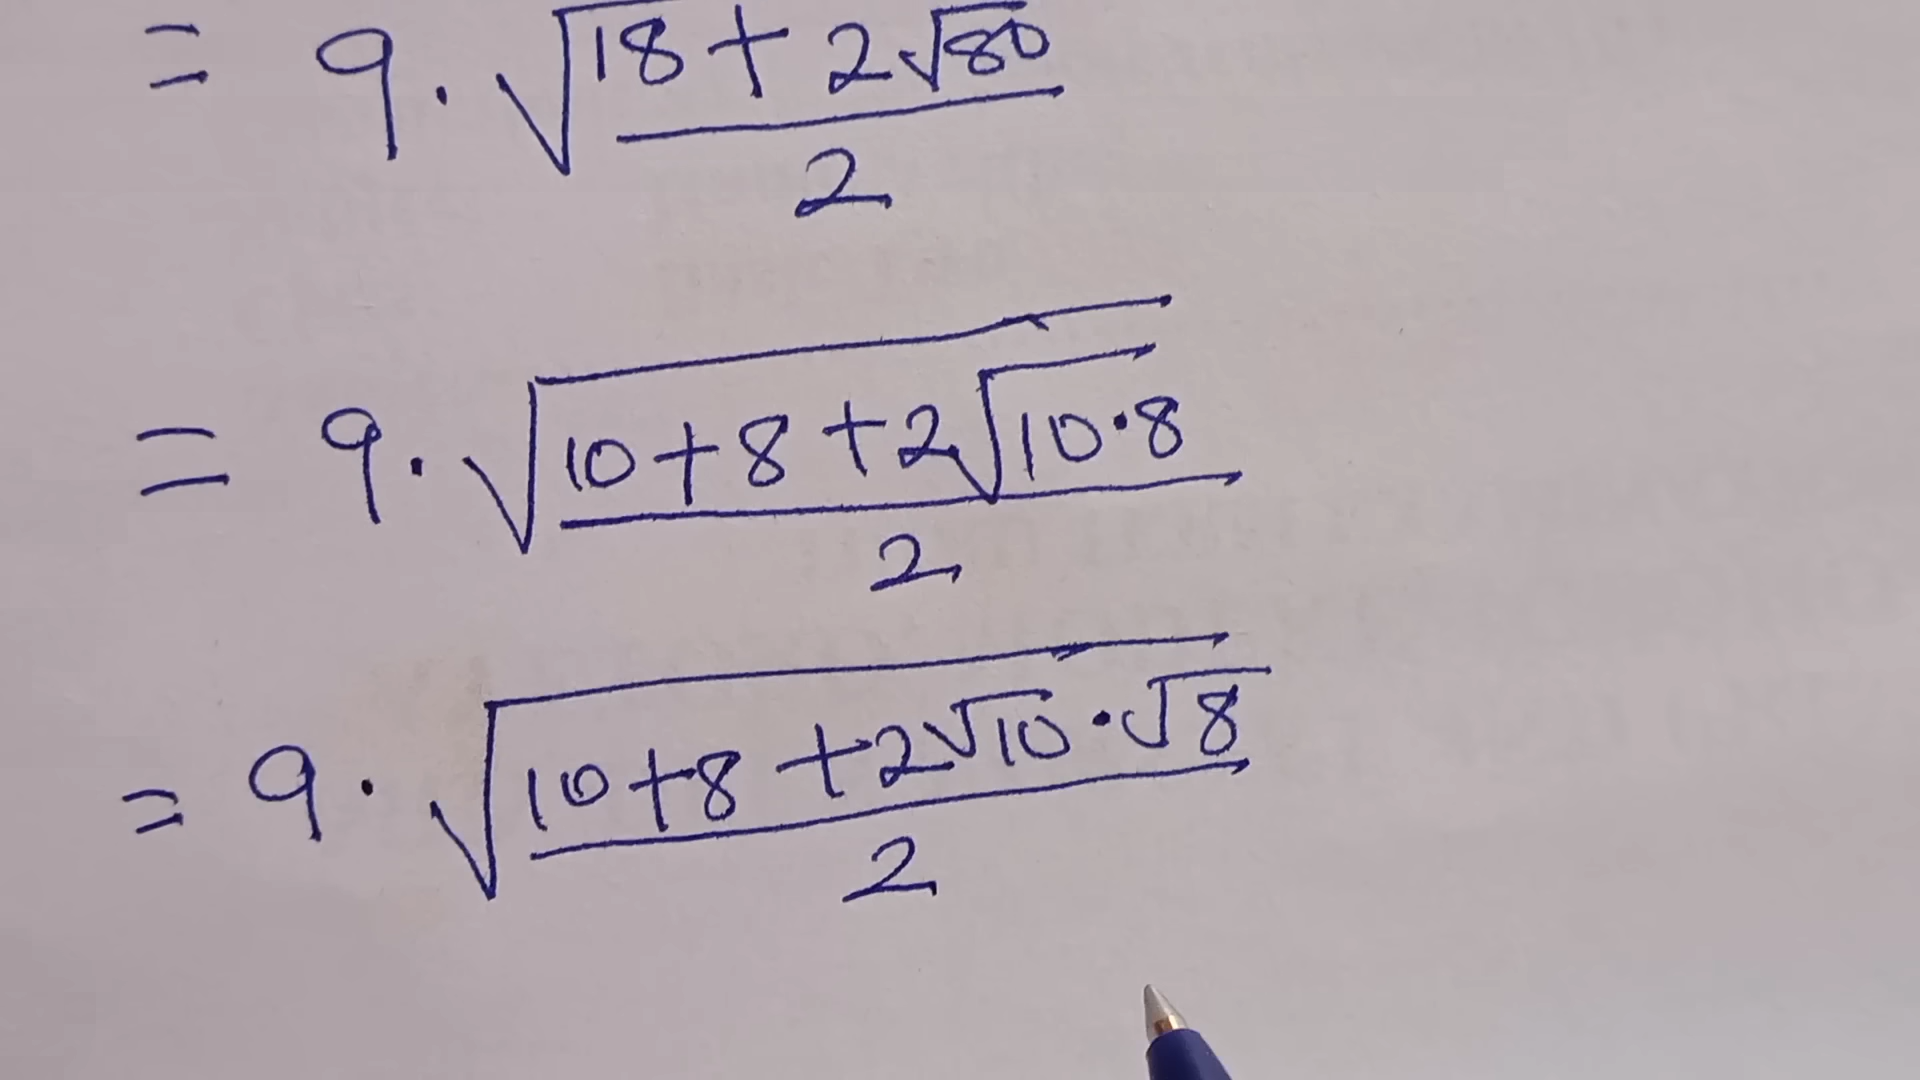 = 9 · √(18 + 2√80 / 2)
= 9 · √(10 + 8 + 2√(10 · 8) / 2)
= 9 · √(10 + 8 + 2√10 · √8 / 2)